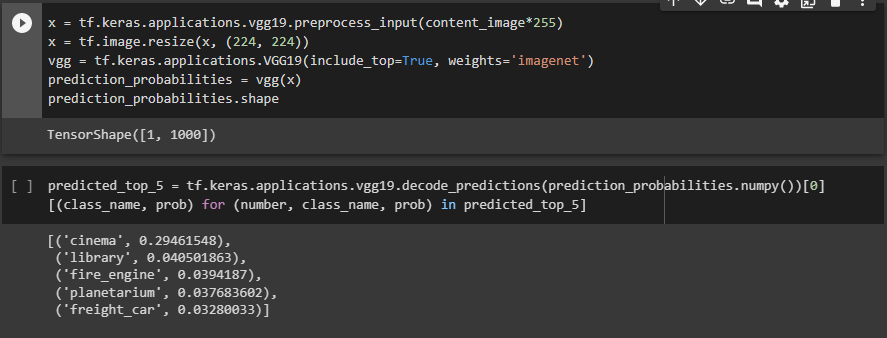 x = tf.keras.applications.vgg19.preprocess_input(content_image*255)
x = tf.image.resize(x, (224, 224))
vgg = tf.keras.applications.VGG19(include_top=True, weights='imagenet')
prediction_probabilities = vgg(x)
prediction_probabilities.shape
TensorShape([1, 1000])
[ ] predicted_top_5 = tf.keras.applications.vgg19.decode_predictions(prediction_probabilities.numpy())[0]
[(class_name, prob) for (number, class_name, prob) in predicted_top_5]
[('cinema', 0.29461548),
('library', 0.040501863),
('fire_engine', 0.0394187),
('planetarium', 0.037683602),
('freight_car', 0.03280033)]